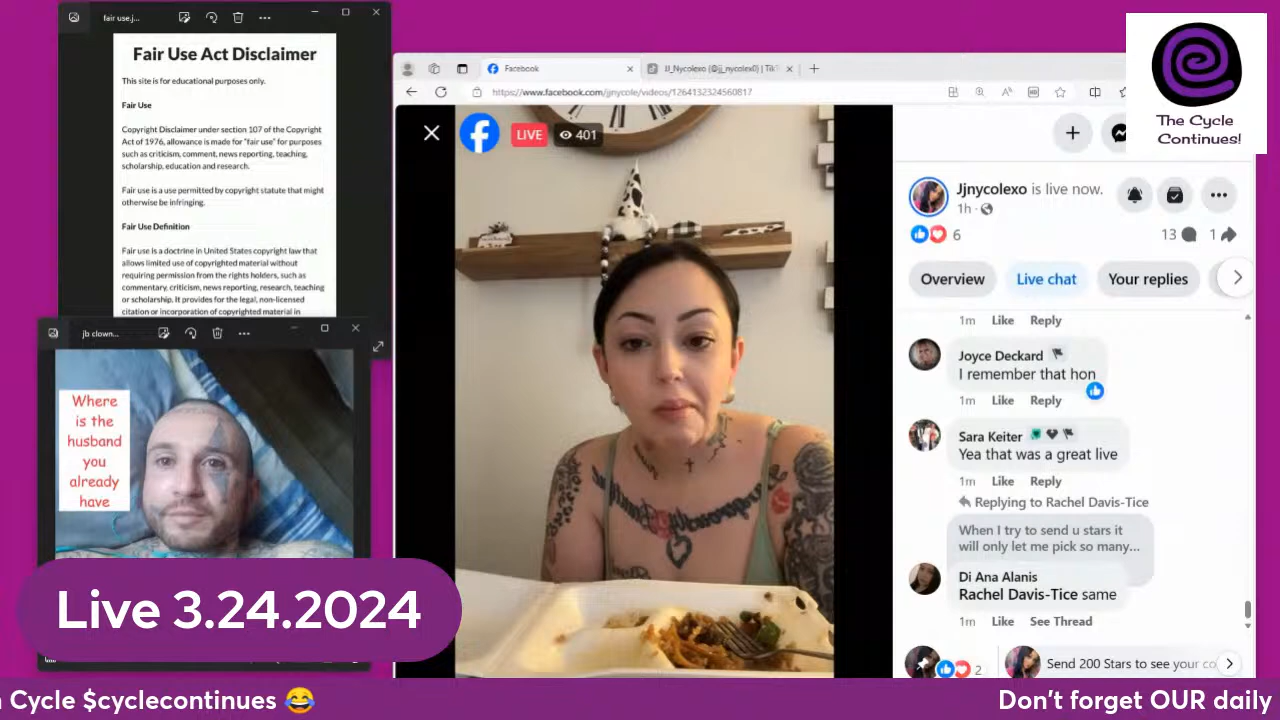 fair use.j...
Fair Use Act Disclaimer
This site is for educational purposes only.
Fair Use
Copyright Disclaimer under section 107 of the Copyright
Act of 1976, allowance is made for "fair use" for purposes
such as criticism, comment, news reporting, teaching,
scholarship, education and research.
Fair use is a use permitted by copyright statute that might
otherwise be infringing.
Fair Use Definition
Fair use is a doctrine in United States copyright law that
allows limited use of copyrighted material without
requiring permission from the rights holders, such as
commentary, criticism, news reporting, research, teaching
or scholarship. It provides for the legal, non-licensed
citation or incorporation of copyrighted material in
jb clown...
Where
is the
husband
you
already
have
Live 3.24.2024
Facebook
JJ_Nycolexo (@jj_nycolex0) | Tik
https://www.facebook.com/jjnycole/videos/1264132324560817
LIVE
401
The Cycle
Continues!
Jjnycolexo is live now.
1h
6
13
1
Overview
Live chat
Your replies
1m Like Reply
Joyce Deckard
I remember that hon
1m Like Reply
Sara Keiter
Yea that was a great live
1m Like Reply
Replying to Rachel Davis-Tice
When I try to send u stars it
will only let me pick so many...
Di Ana Alanis
Rachel Davis-Tice same
1m Like See Thread
2
Send 200 Stars to see your co
Cycle $cyclecontinues 😂
Don't forget OUR daily